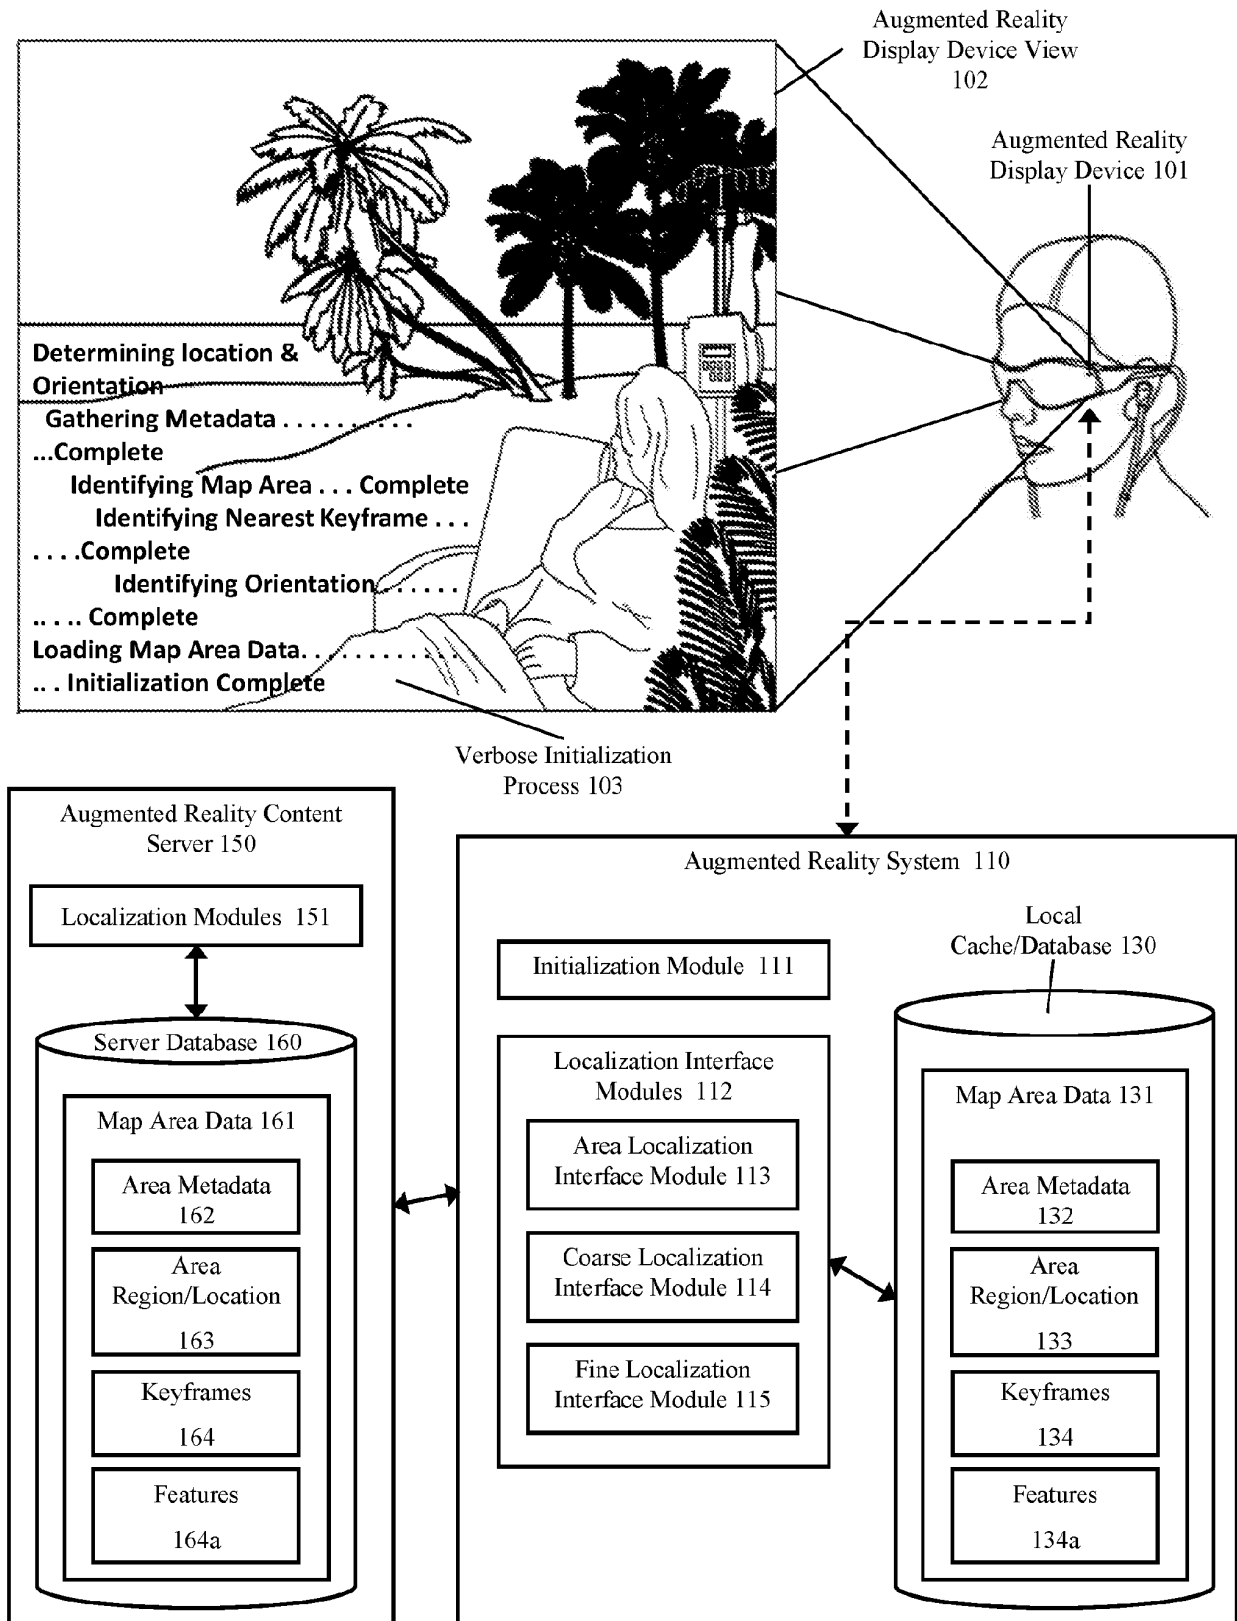 Augmented Reality
Display Device View
102
Augmented Reality
Display Device 101
Determining location &
Orientation
Gathering Metadata . . . . . . . . . .
...Complete
Identifying Map Area . . . Complete
Identifying Nearest Keyframe . . .
. . . .Complete
Identifying Orientation. . . . . . .
.. . .. Complete
Loading Map Area Data. . . . . . . . . . .
.. . Initialization Complete
Verbose Initialization
Process 103
Augmented Reality Content
Server 150
Localization Modules 151
Server Database 160
Map Area Data 161
Area Metadata
162
Area
Region/Location
163
Keyframes
164
Features
164a
Augmented Reality System 110
Initialization Module 111
Localization Interface
Modules 112
Area Localization
Interface Module 113
Coarse Localization
Interface Module 114
Fine Localization
Interface Module 115
Local
Cache/Database 130
Map Area Data 131
Area Metadata
132
Area
Region/Location
133
Keyframes
134
Features
134a